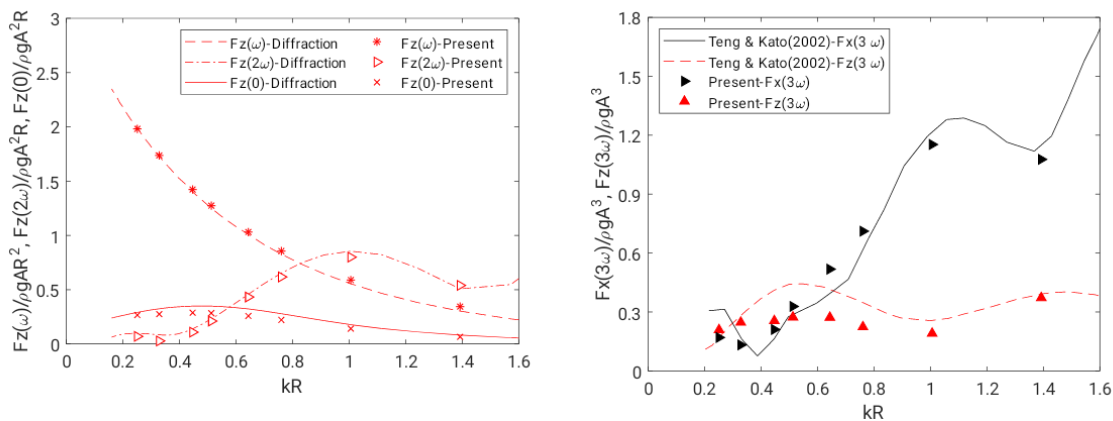 3
2.5
2
1.5
1
0.5
0
0.2
0.4
0.6
0.8
1
1.2
1.4
1.6
kR
Fz(ω)/ρgAR², Fz(2ω)/ρgA²R, Fz(0)/ρgA²R
Fz(ω)-Diffraction
Fz(2ω)-Diffraction
Fz(0)-Diffraction
Fz(ω)-Present
Fz(2ω)-Present
Fz(0)-Present
1.8
1.5
1.2
0.9
0.6
0.3
0
0
0.2
0.4
0.6
0.8
1
1.2
1.4
1.6
kR
Fx(3ω)/ρgA³, Fz(3ω)/ρgA³
Teng & Kato(2002)-Fx(3 ω)
Teng & Kato(2002)-Fz(3 ω)
Present-Fx(3ω)
Present-Fz(3ω)